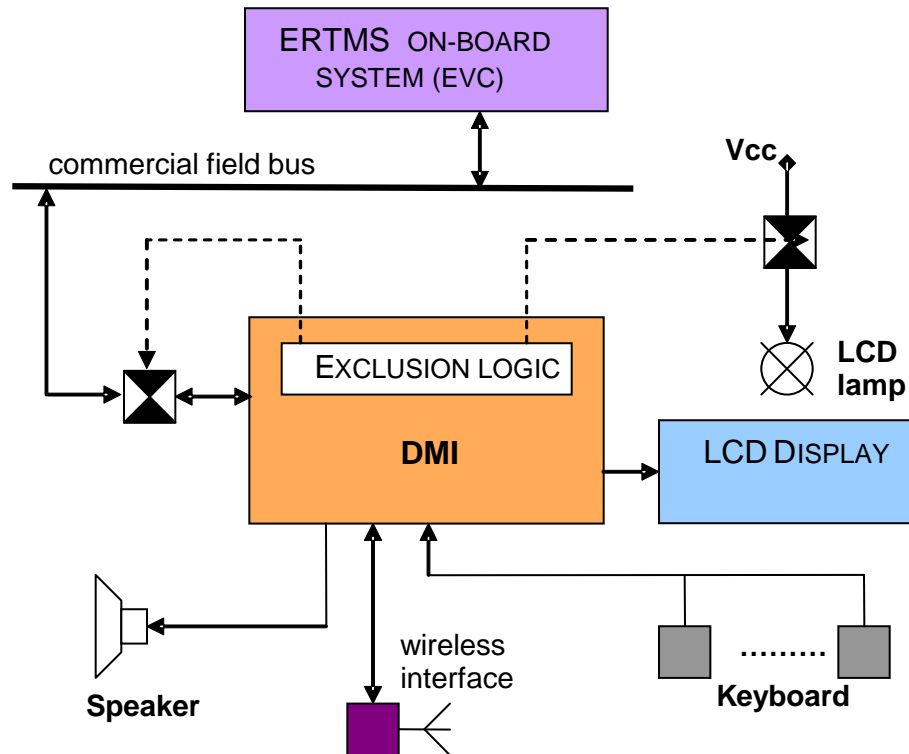 ERTMS ON-BOARD
SYSTEM (EVC)
commercial field bus
Vcc
EXCLUSION LOGIC
LCD
lamp
DMI
LCD DISPLAY
wireless
interface
.........
Speaker
Keyboard